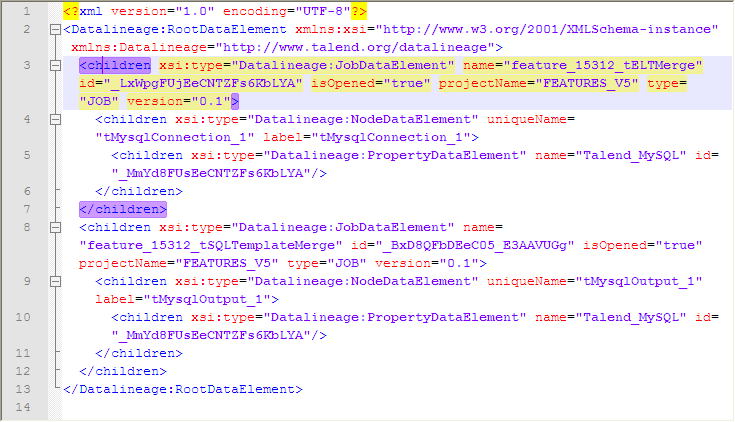 1 <?xml version="1.0" encoding="UTF-8"?>
2 <Datalineage:RootDataElement xmlns:xsi="http://www.w3.org/2001/XMLSchema-instance"
xmlns:Datalineage="http://www.talend.org/datalineage">
3 <children xsi:type="Datalineage:JobDataElement" name="feature_15312_tELTMerge"
id="_LxWpgFUjEeCNTZFs6KbLYA" isOpened="true" projectName="FEATURES_V5" type=
"JOB" version="0.1">
4 <children xsi:type="Datalineage:NodeDataElement" uniqueName=
"tMysqlConnection_1" label="tMysqlConnection_1">
5 <children xsi:type="Datalineage:PropertyDataElement" name="Talend_MySQL" id=
"_MmYd8FUsEeCNTZFs6KbLYA"/>
6 </children>
7 </children>
8 <children xsi:type="Datalineage:JobDataElement" name=
"feature_15312_tSQLTemplateMerge" id="_BxD8QFbDEeC05_E3AAVUGg" isOpened="true"
projectName="FEATURES_V5" type="JOB" version="0.1">
9 <children xsi:type="Datalineage:NodeDataElement" uniqueName="tMysqlOutput_1"
label="tMysqlOutput_1">
10 <children xsi:type="Datalineage:PropertyDataElement" name="Talend_MySQL" id=
"_MmYd8FUsEeCNTZFs6KbLYA"/>
11 </children>
12 </children>
13 </Datalineage:RootDataElement>
14